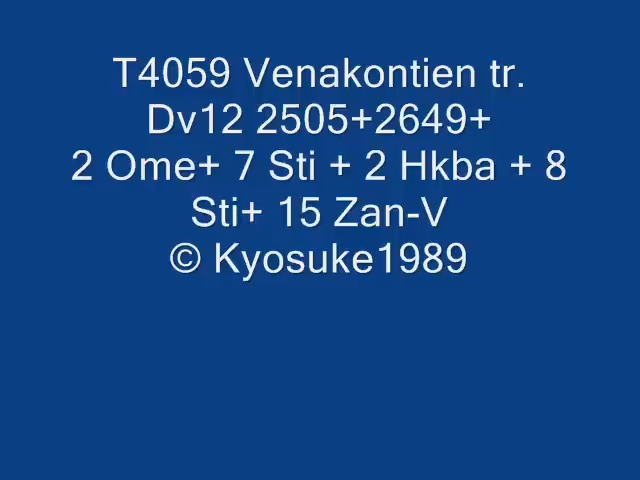 T4059 Venakontien tr.
Dv12 2505+2649+
2 Ome+ 7 Sti + 2 Hkba + 8
Sti+ 15 Zan-V
© Kyosuke1989